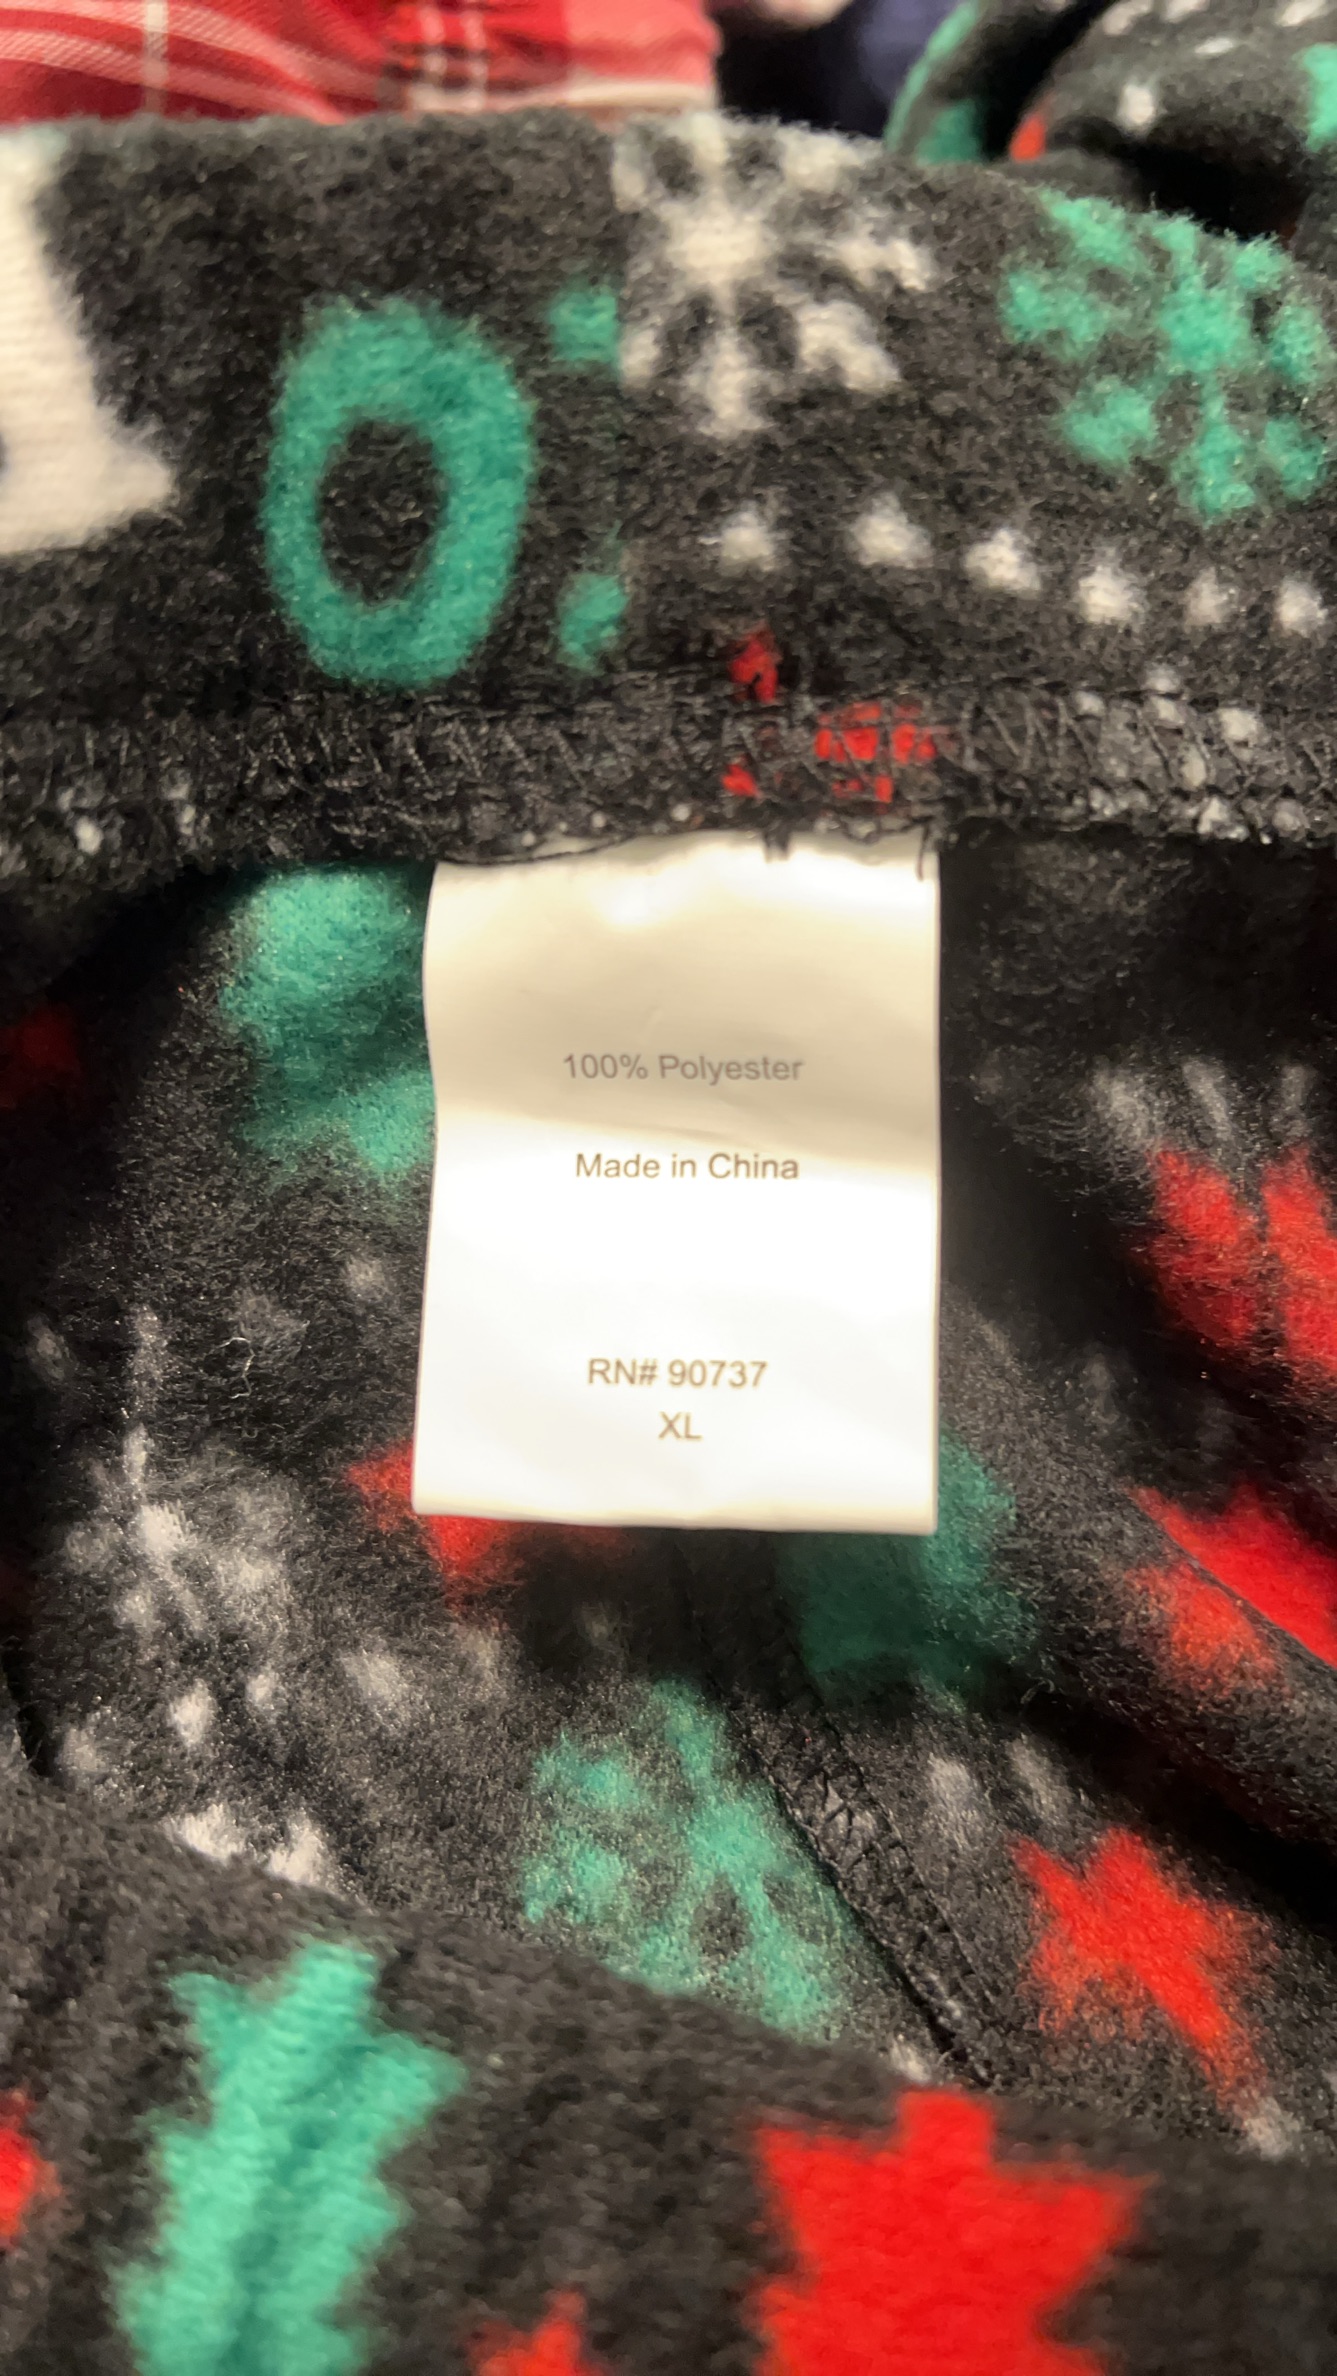 O
100% Polyester
Made in China
RN# 90737
XL